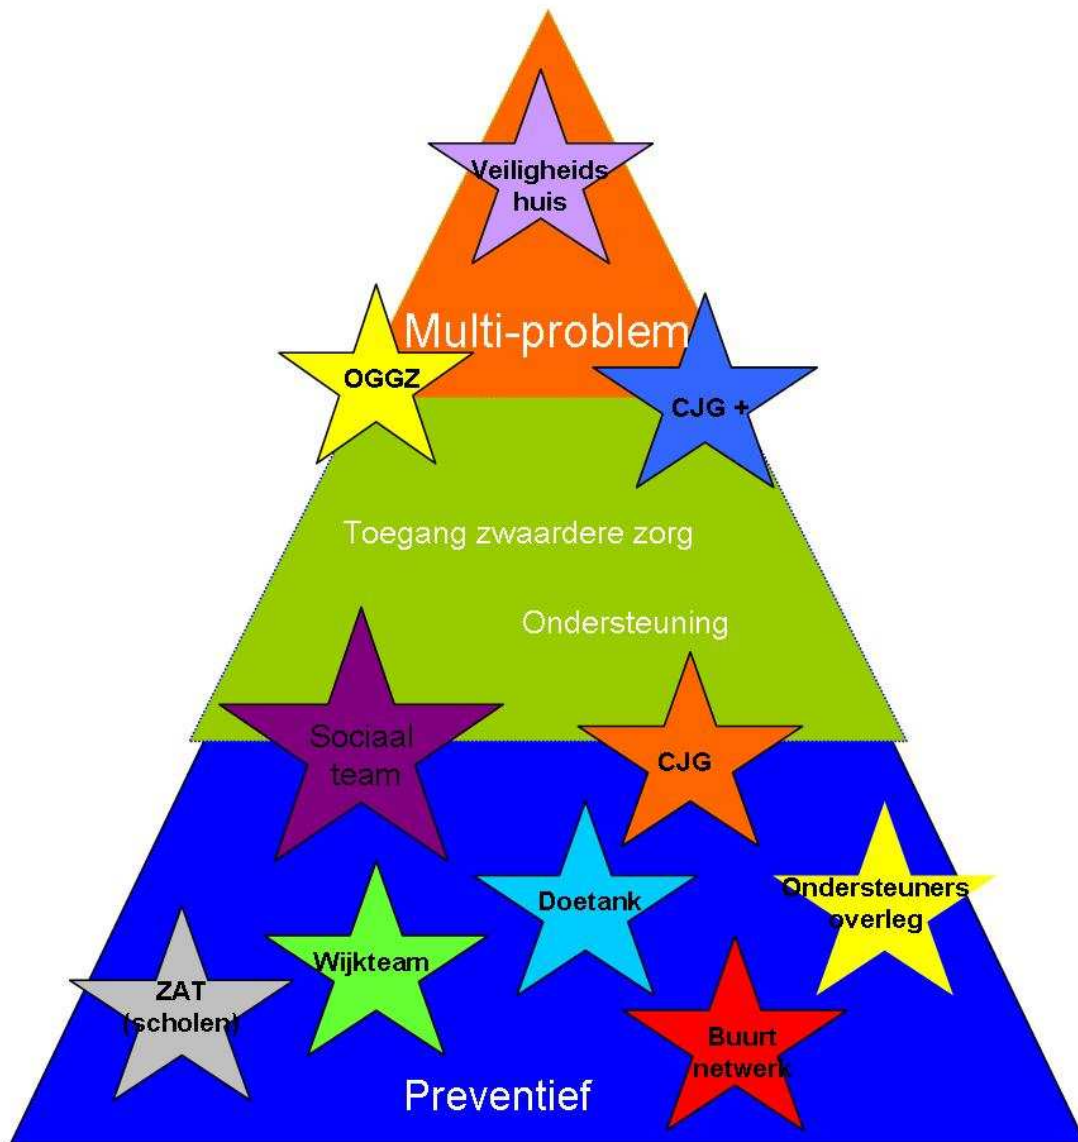 Veiligheids
huis
Multi-problem
OGGZ
CJG +
Toegang zwaardere zorg
Ondersteuning
Sociaal
team
CJG
Doetank
Ondersteuners
overleg
Wijkteam
ZAT
(scholen)
Buurt
netwerk
Preventief